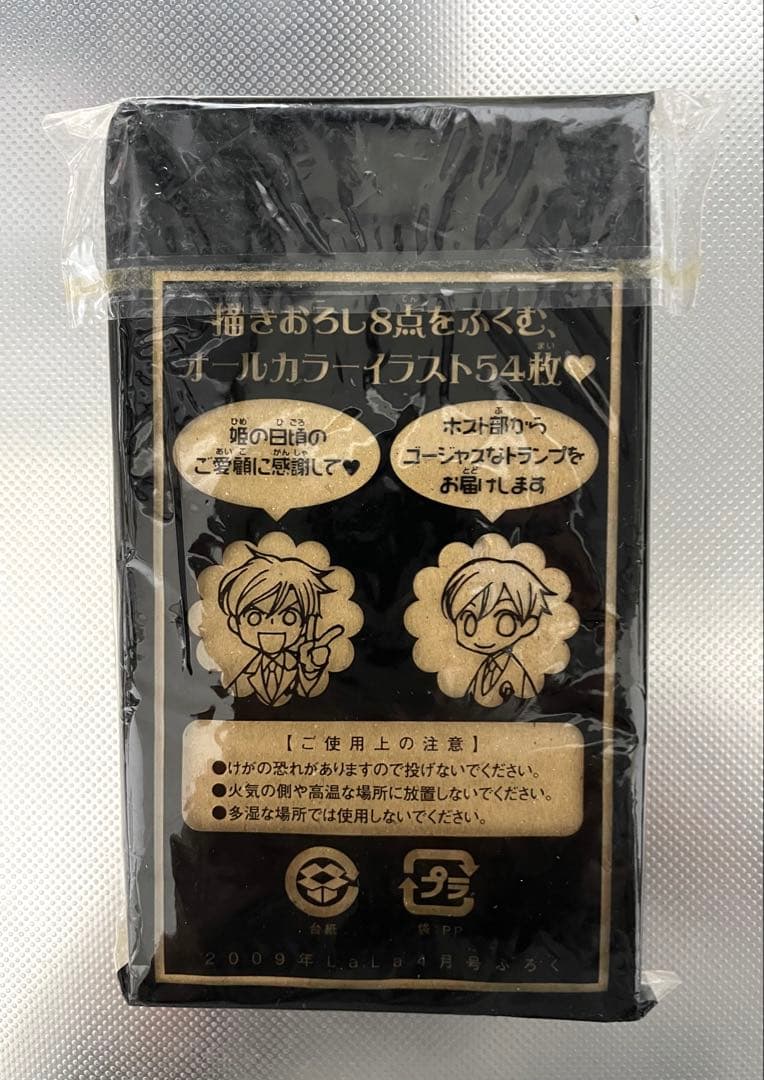 描きおろし8点をふくむ、
オールカラーイラスト54枚♥
姫の日頃の
ご愛顧に感謝して♥
ホスト部から
ゴージャスなトランプを
お届けします
【ご使用上の注意】
●けがの恐れがありますので投げないでください。
●火気の側や高温な場所に放置しないでください。
●多湿な場所では使用しないでください。
プラ
台紙
袋 PP
2009年LaLa4月号ふろく